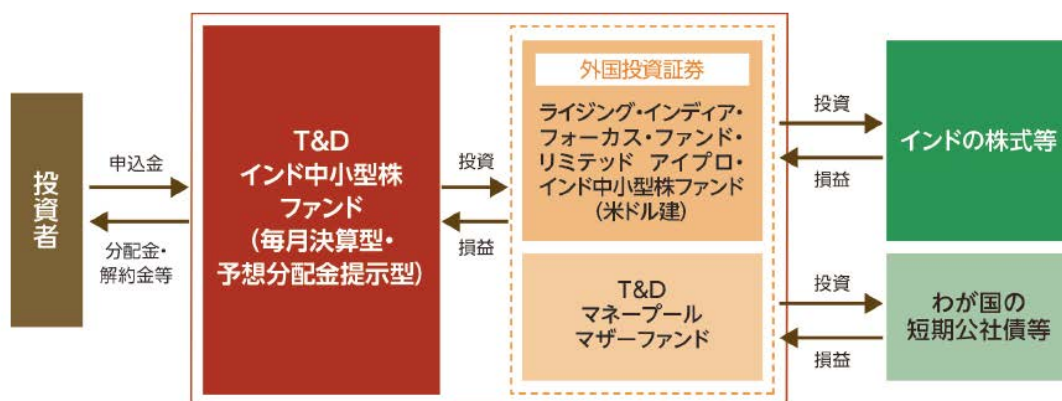 投資者
申込金
分配金・
解約金等
T&D
インド中小型株
ファンド
(毎月決算型・
予想分配金提示型)
投資
損益
外国投資証券
ライジング・インディア・
フォーカス・ファンド・
リミテッド アイプロ・
インド中小型株ファンド
(米ドル建)
T&D
マネープール
マザーファンド
投資
損益
インドの株式等
投資
損益
わが国の
短期公社債等